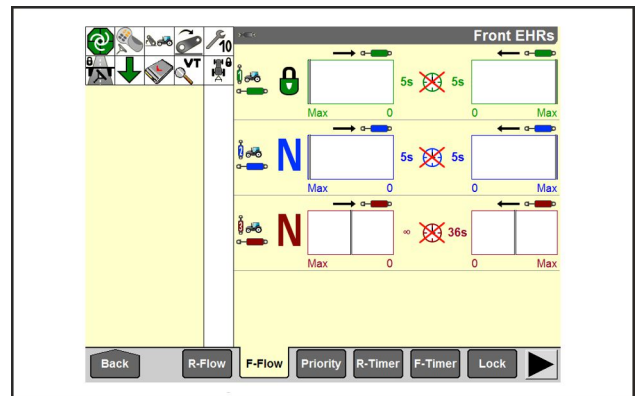 Front EHRs
10
VT
5s 5s
Max 0 0 Max
N 5s 5s
Max 0 0 Max
N ∞ 36s
Max 0 0 Max
Back R-Flow F-Flow Priority R-Timer F-Timer Lock